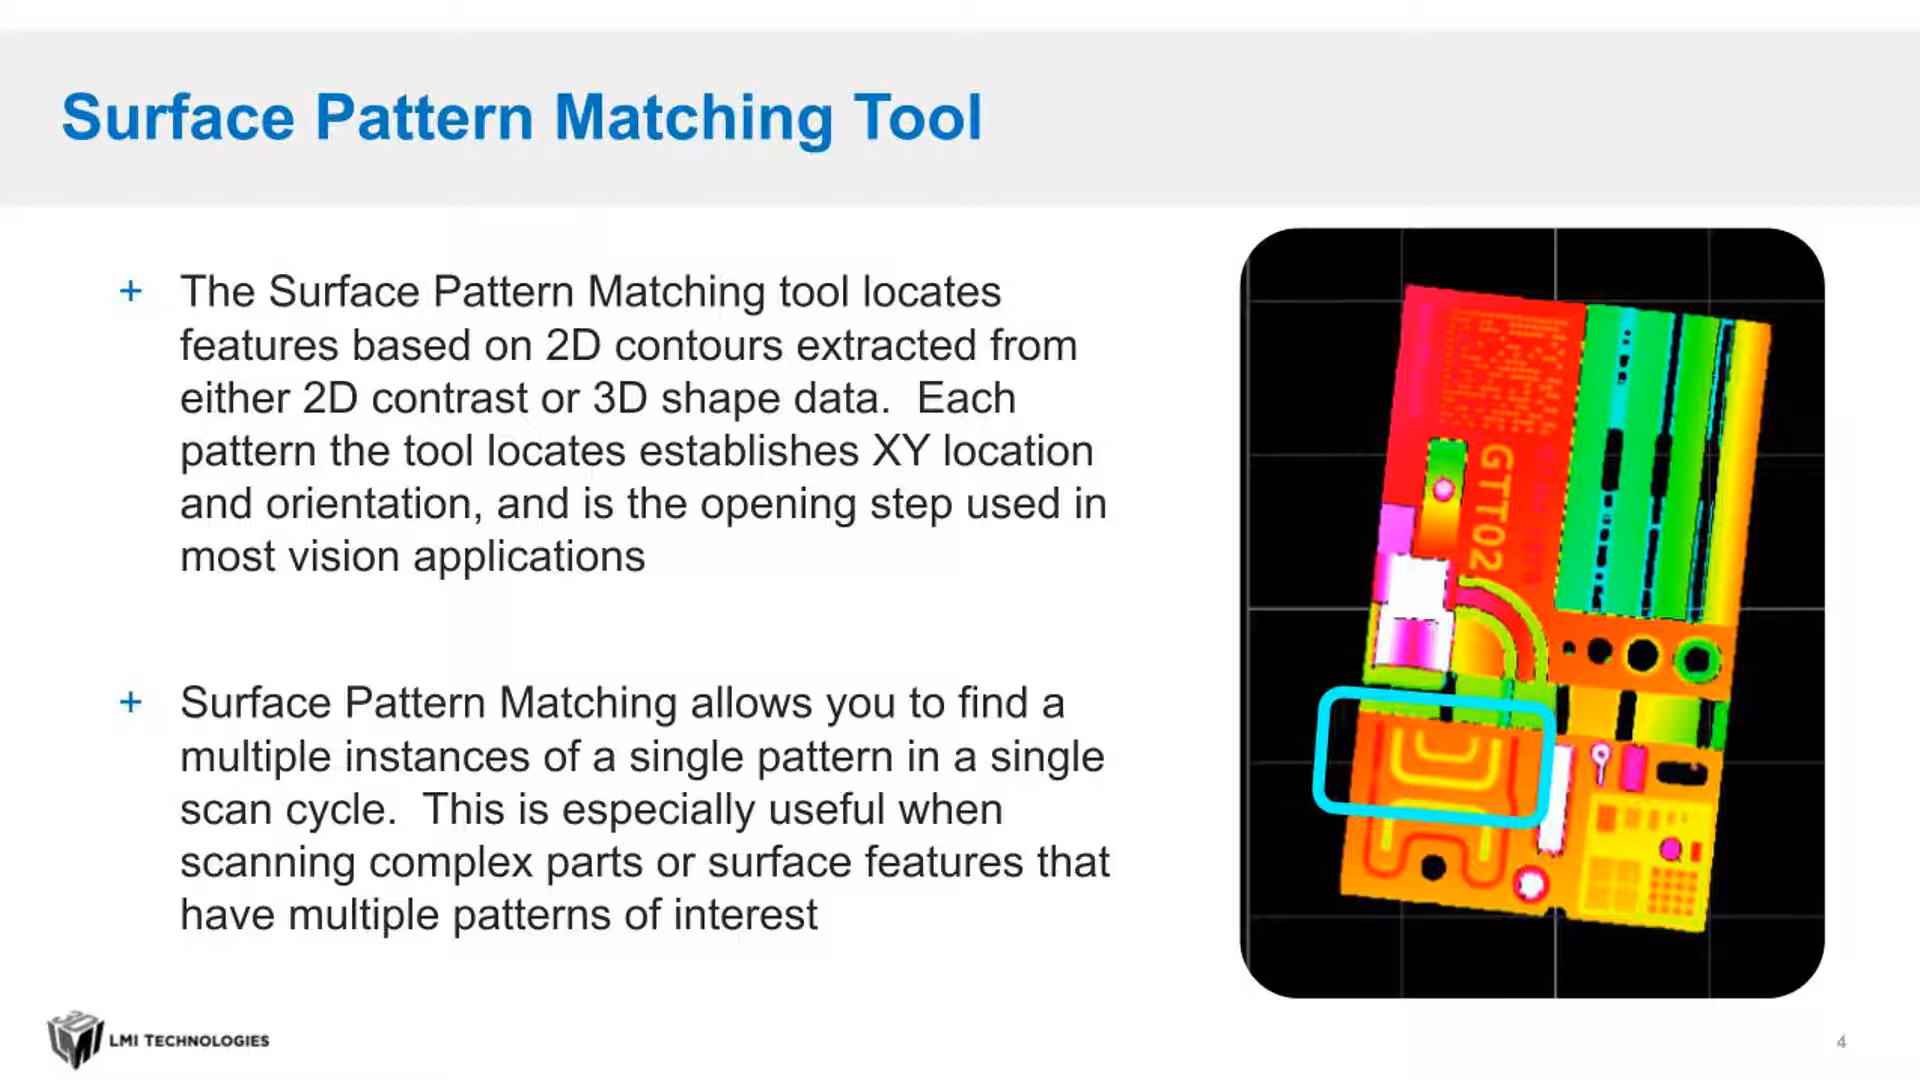 Surface Pattern Matching Tool
+ The Surface Pattern Matching tool locates
features based on 2D contours extracted from
either 2D contrast or 3D shape data.  Each
pattern the tool locates establishes XY location
and orientation, and is the opening step used in
most vision applications
+ Surface Pattern Matching allows you to find a
multiple instances of a single pattern in a single
scan cycle.  This is especially useful when
scanning complex parts or surface features that
have multiple patterns of interest
GTT02
LMI TECHNOLOGIES
4